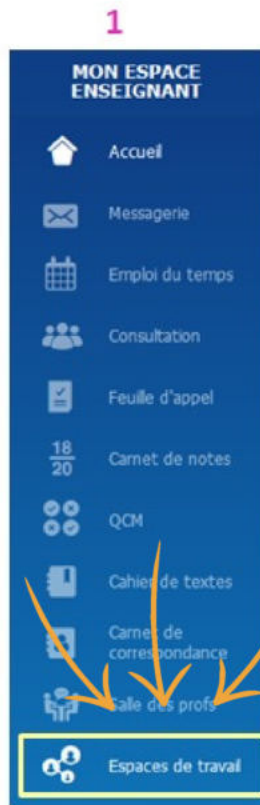 1
MON ESPACE
ENSEIGNANT
Accueil
Messagerie
Emploi du temps
Consultation
Feuille d'appel
18
20
Carnet de notes
QCM
Cahier de textes
Carnet de
correspondance
Salle des profs
Espaces de travail